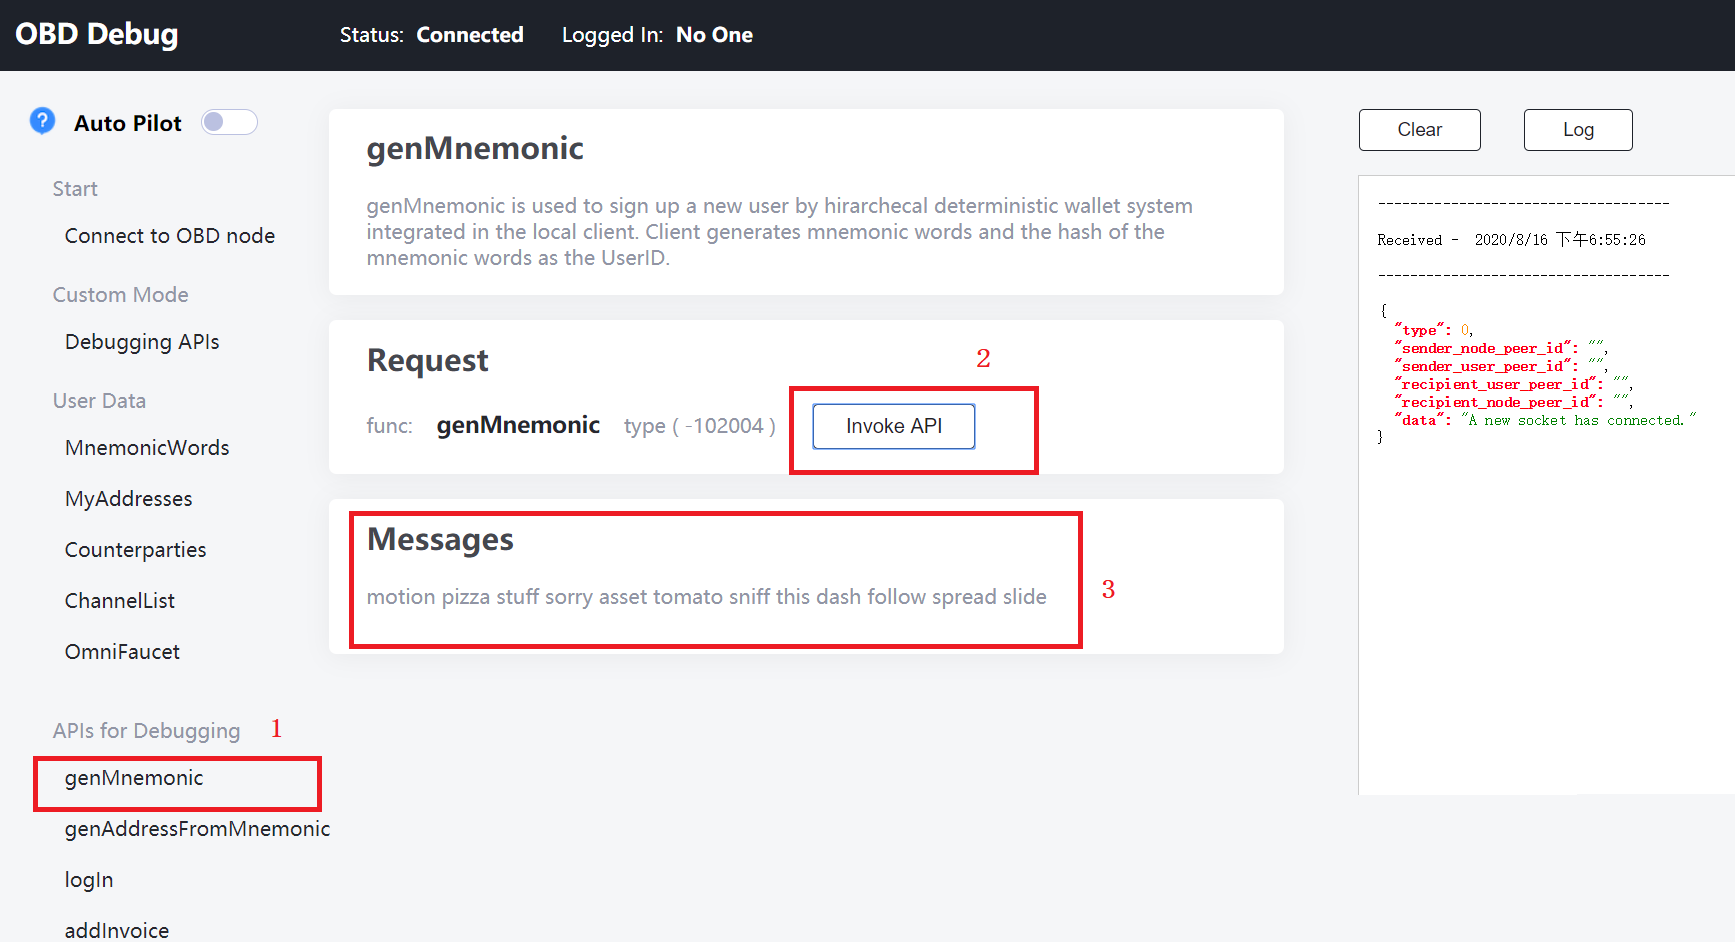 OBD Debug
Status: Connected
Logged In: No One
?
Auto Pilot
Start
Connect to OBD node
Custom Mode
Debugging APIs
User Data
MnemonicWords
MyAddresses
Counterparties
ChannelList
OmniFaucet
APIs for Debugging
1
genMnemonic
genAddressFromMnemonic
logIn
addInvoice
genMnemonic
genMnemonic is used to sign up a new user by hirarchecal deterministic wallet system
integrated in the local client. Client generates mnemonic words and the hash of the
mnemonic words as the UserID.
Request
2
func: genMnemonic type ( -102004 )
Invoke API
Messages
motion pizza stuff sorry asset tomato sniff this dash follow spread slide
3
Clear
Log
-----------------------------------
Received - 2020/8/16 下午6:55:26
-----------------------------------
{
"type": 0,
"sender_node_peer_id": "",
"sender_user_peer_id": "",
"recipient_user_peer_id": "",
"recipient_node_peer_id": "",
"data": "A new socket has connected."
}